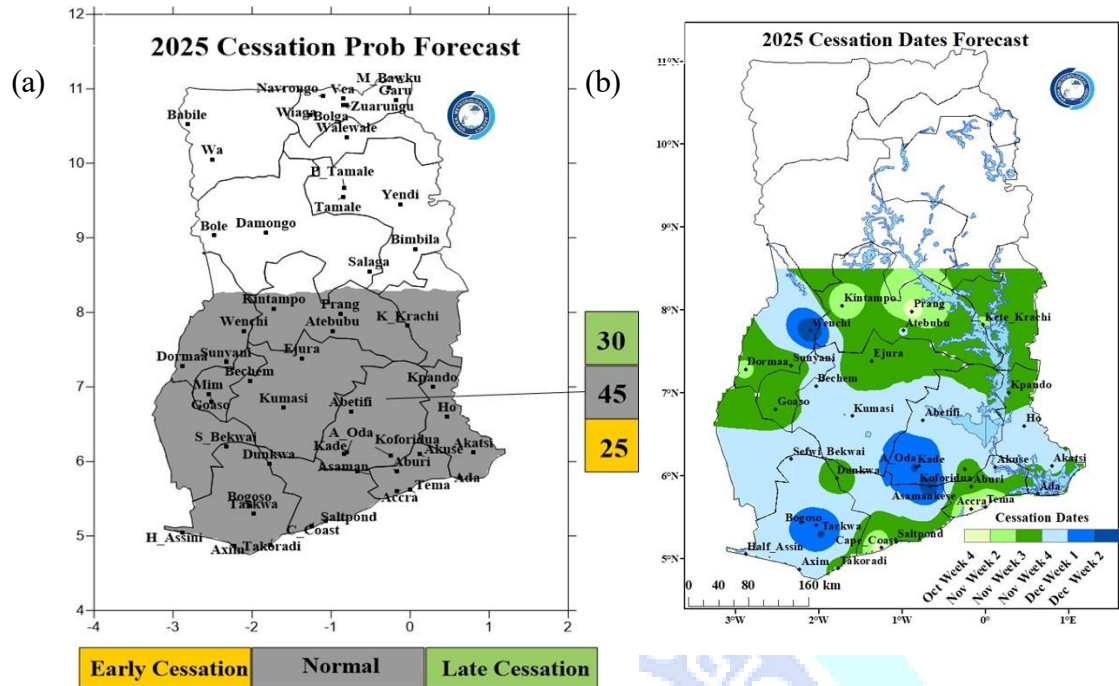 (a)
2025 Cessation Prob Forecast
12
11
10
9
8
7
6
5
4
-4
-3
-2
-1
0
1
2
M_Bawku
Navrongo
Vea
Garu
Zuarungu
Wiaga
Bolga
Babile
Walewale
Wa
P_Tamale
Tamale
Yendi
Bole
Damongo
Bimbila
Salaga
Kintampo
Prang
K_Krachi
Wenchi
Atebubu
Sunyani
Ejura
Dormaa
Bechem
Kpando
Mim
Goaso
Kumasi
Abetifi
Ho
S_Bekwai
A_Oda
Koforidua
Akatsi
Kade
Akuse
Dunkwa
Asaman
Aburi
Ada
Tema
Accra
Bogoso
Tarkwa
Saltpond
C_Coast
H_Assini
Axim
Takoradi
30
45
25
Early Cessation
Normal
Late Cessation
(b)
2025 Cessation Dates Forecast
11°N
10°N
9°N
8°N
7°N
6°N
5°N
3°W
2°W
1°W
0°
1°E
Kintampo
Prang
Kete_Krachi
Wenchi
Atebubu
Dormaa
Sunyani
Ejura
Bechem
Kpando
Goaso
Kumasi
Abetifi
Ho
Sefwi_Bekwai
A_Oda
Kade
Akuse
Akatsi
Dunkwa
Koforidua
Aburi
Ada
Asamankese
Accra
Tema
Bogoso
Tarkwa
Cape_Coast
Saltpond
Half_Assin
Axim
Takoradi
Cessation Dates
Oct Week 4
Nov Week 2
Nov Week 3
Nov Week 4
Dec Week 1
Dec Week 2
0
40
80
160 km